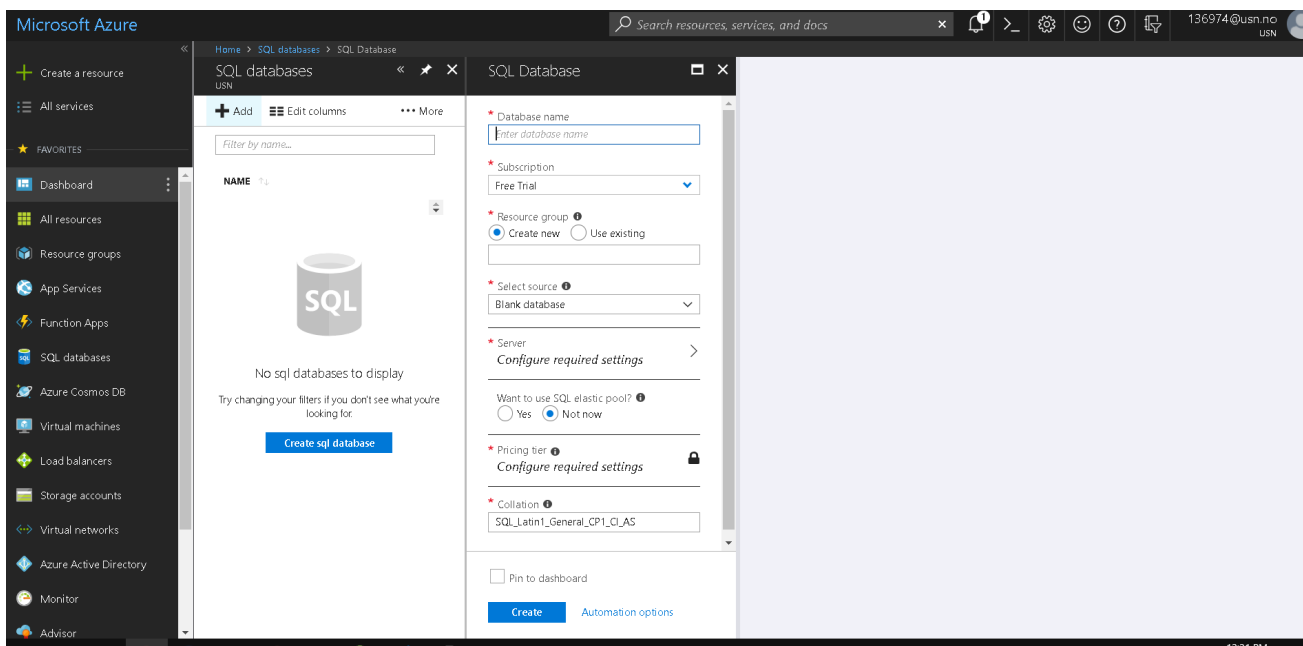 Microsoft Azure
Search resources, services, and docs
1
136974@usn.no
USN
Create a resource
All services
FAVORITES
Dashboard
All resources
Resource groups
App Services
Function Apps
SQL databases
Azure Cosmos DB
Virtual machines
Load balancers
Storage accounts
Virtual networks
Azure Active Directory
Monitor
Advisor
Home > SQL databases > SQL Database
SQL databases
USN
Add Edit columns ••• More
Filter by name...
NAME
SQL
No sql databases to display
Try changing your filters if you don't see what you're
looking for.
Create sql database
SQL Database
* Database name
Enter database name
* Subscription
Free Trial
* Resource group
Create new Use existing
* Select source
Blank database
* Server
Configure required settings
Want to use SQL elastic pool?
Yes Not now
* Pricing tier
Configure required settings
* Collation
SQL_Latin1_General_CP1_CI_AS
Pin to dashboard
Create Automation options